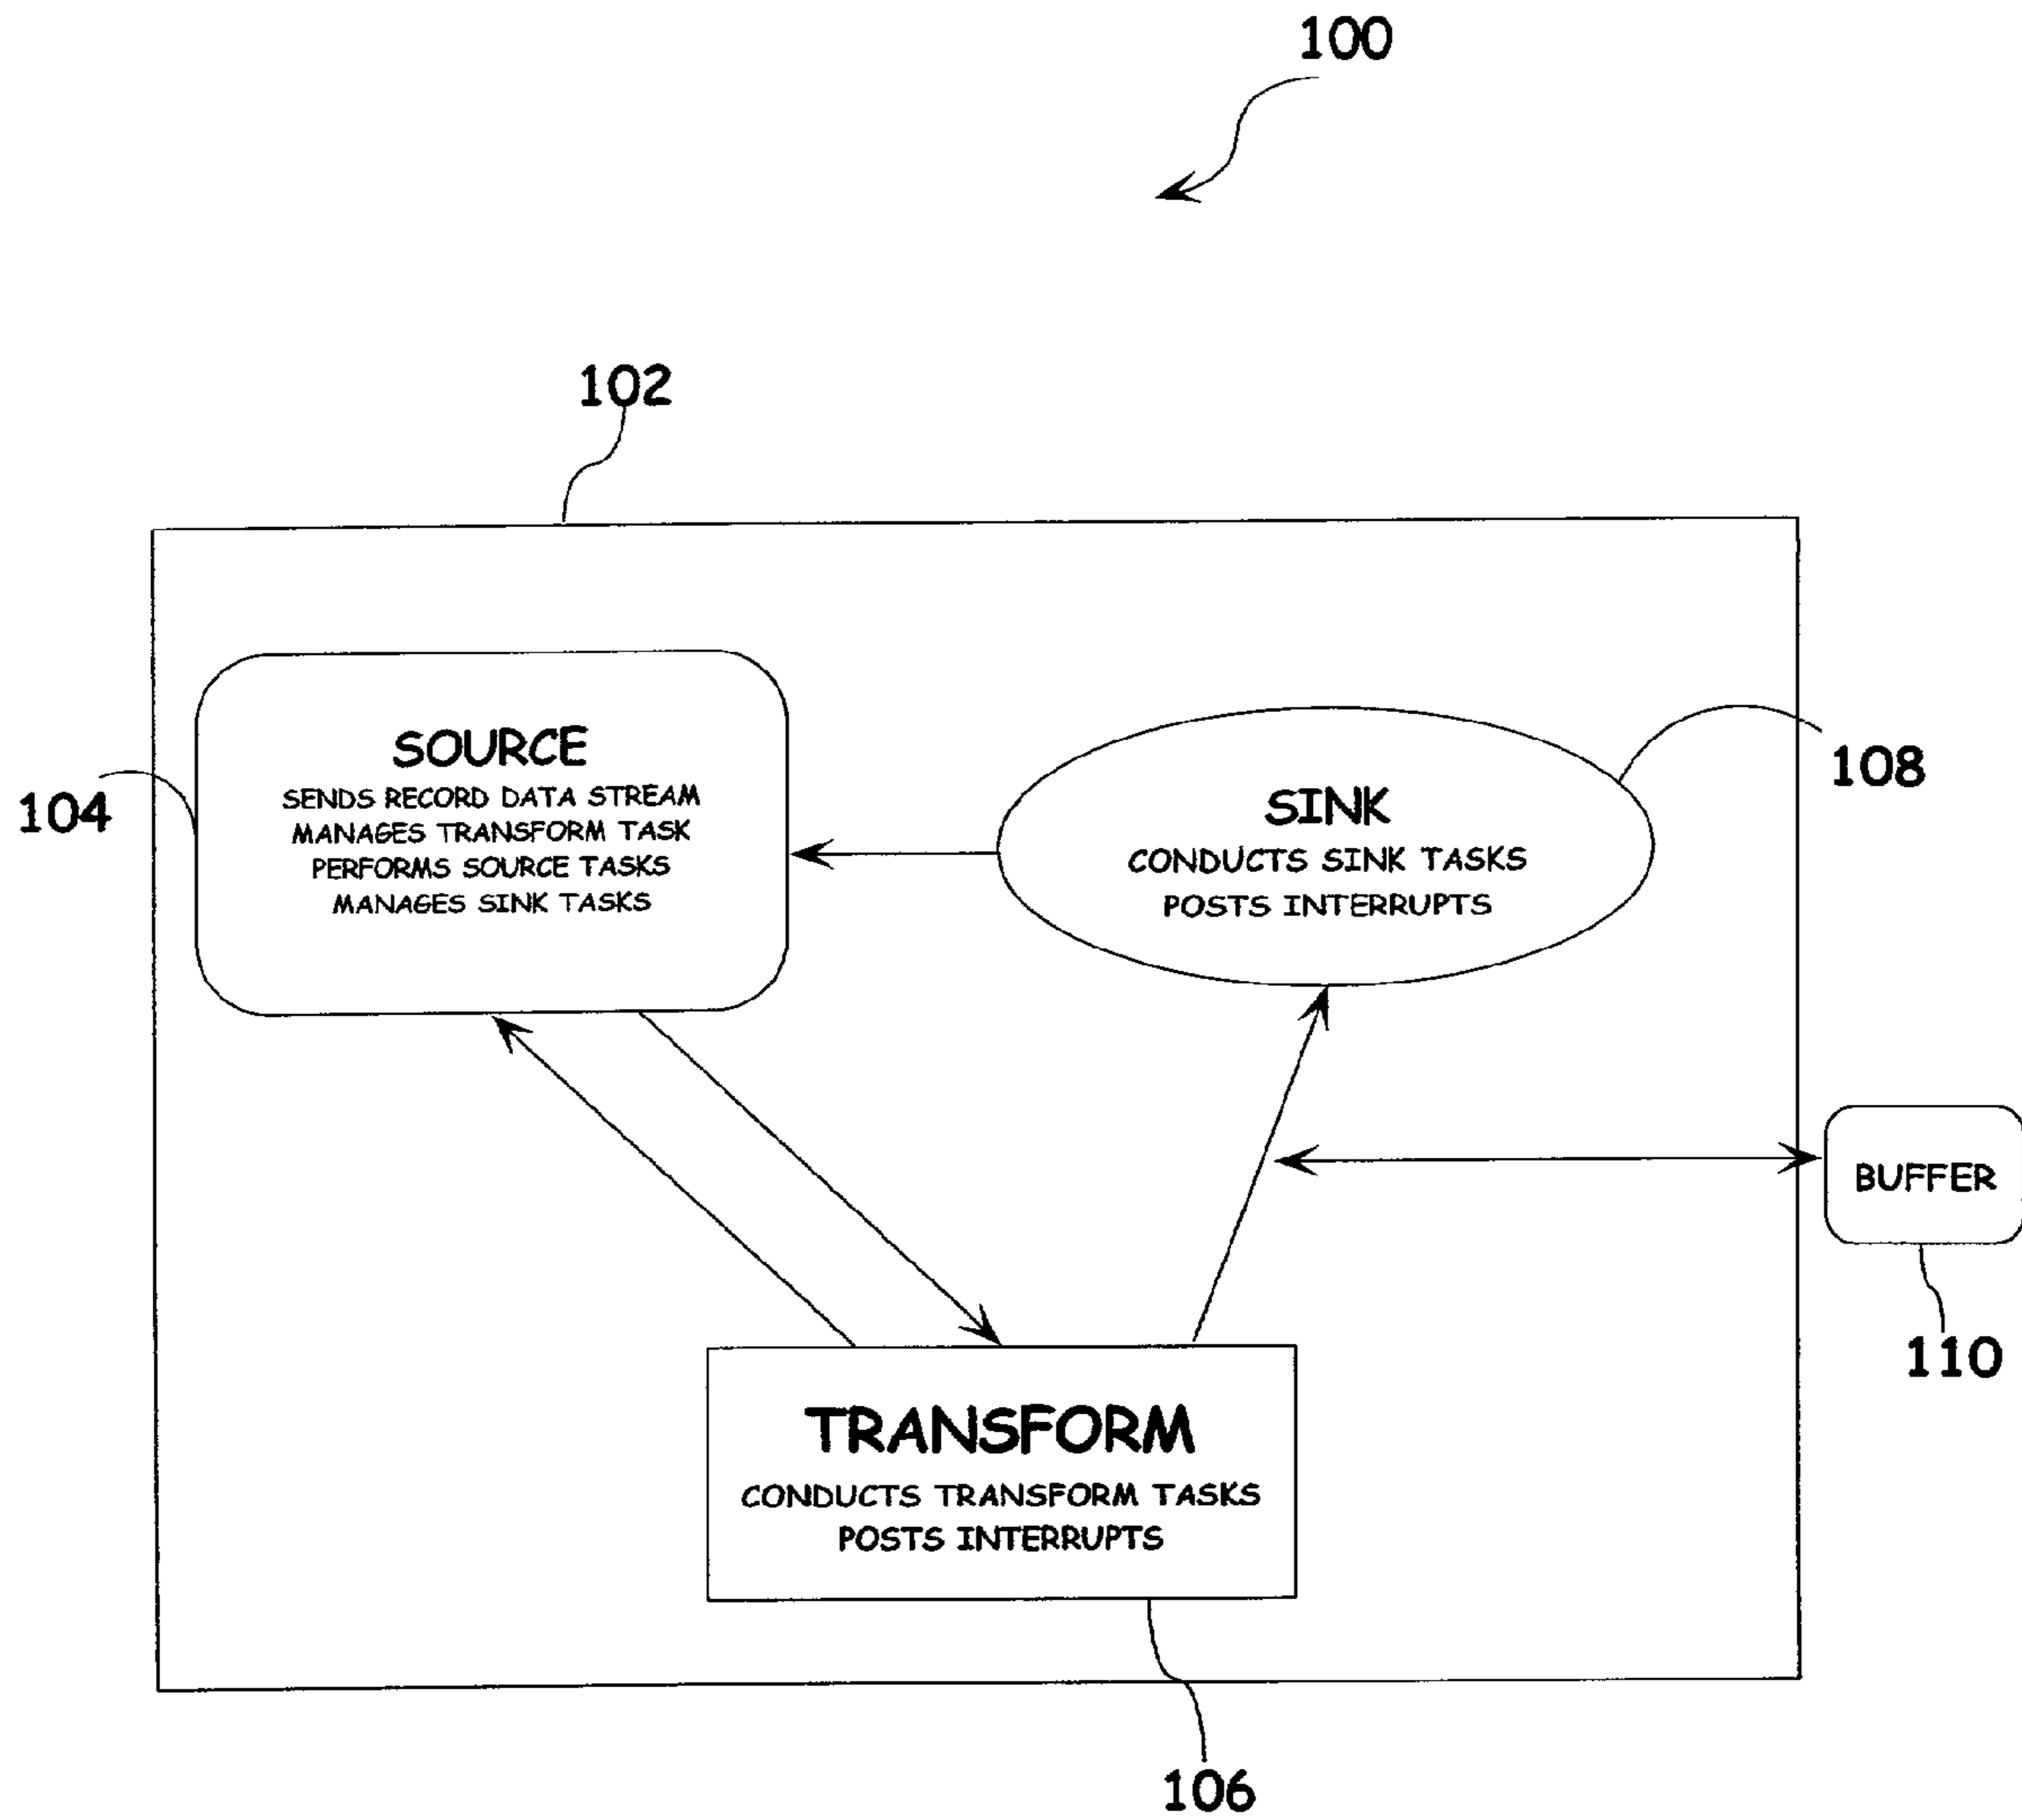 100
102
SOURCE
SENDS RECORD DATA STREAM
MANAGES TRANSFORM TASK
PERFORMS SOURCE TASKS
MANAGES SINK TASKS
104
SINK
CONDUCTS SINK TASKS
POSTS INTERRUPTS
108
BUFFER
110
TRANSFORM
CONDUCTS TRANSFORM TASKS
POSTS INTERRUPTS
106